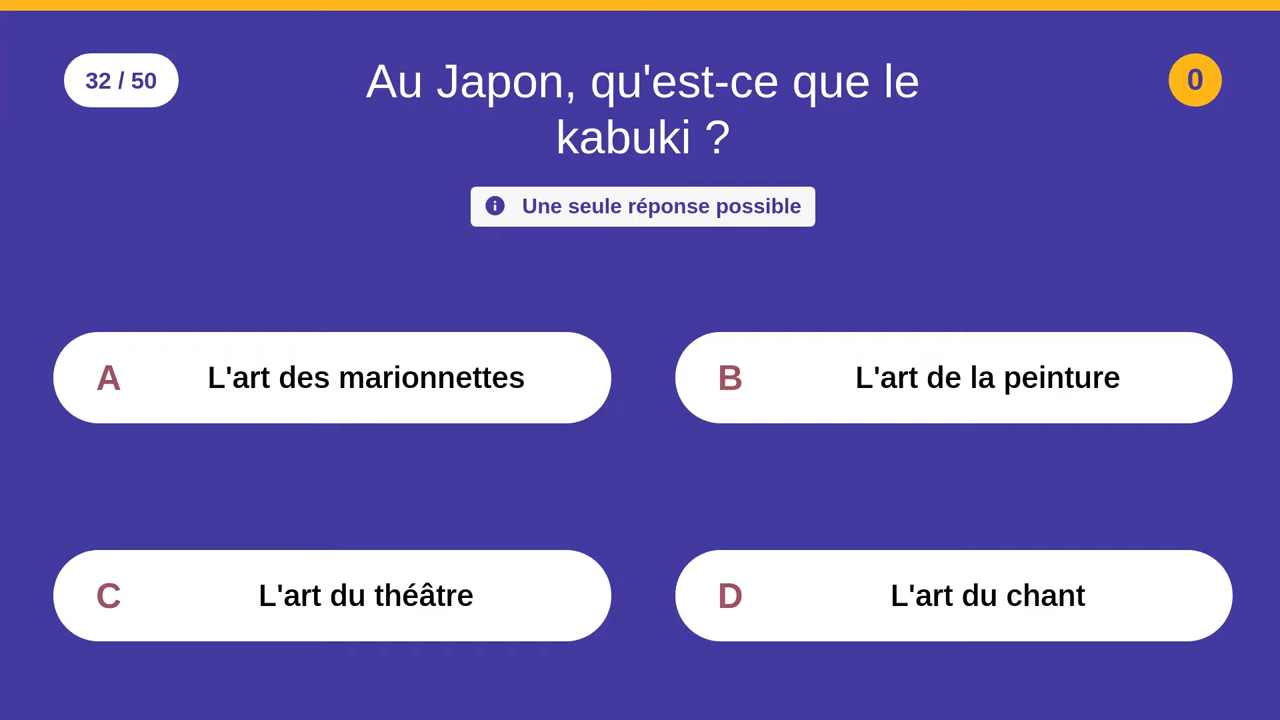 32 / 50
Au Japon, qu'est-ce que le
kabuki ?
0
Une seule réponse possible
A L'art des marionnettes
B L'art de la peinture
C L'art du théâtre
D L'art du chant